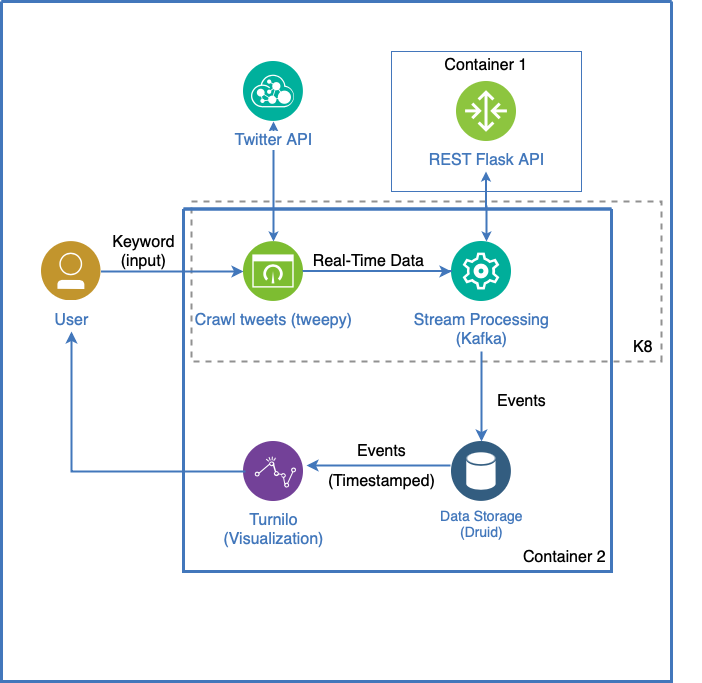 Container 1
Twitter API
REST Flask API
Keyword
(input)
Real-Time Data
User
Crawl tweets (tweepy)
Stream Processing
(Kafka)
K8
Events
Events
(Timestamped)
Turnilo
(Visualization)
Data Storage
(Druid)
Container 2